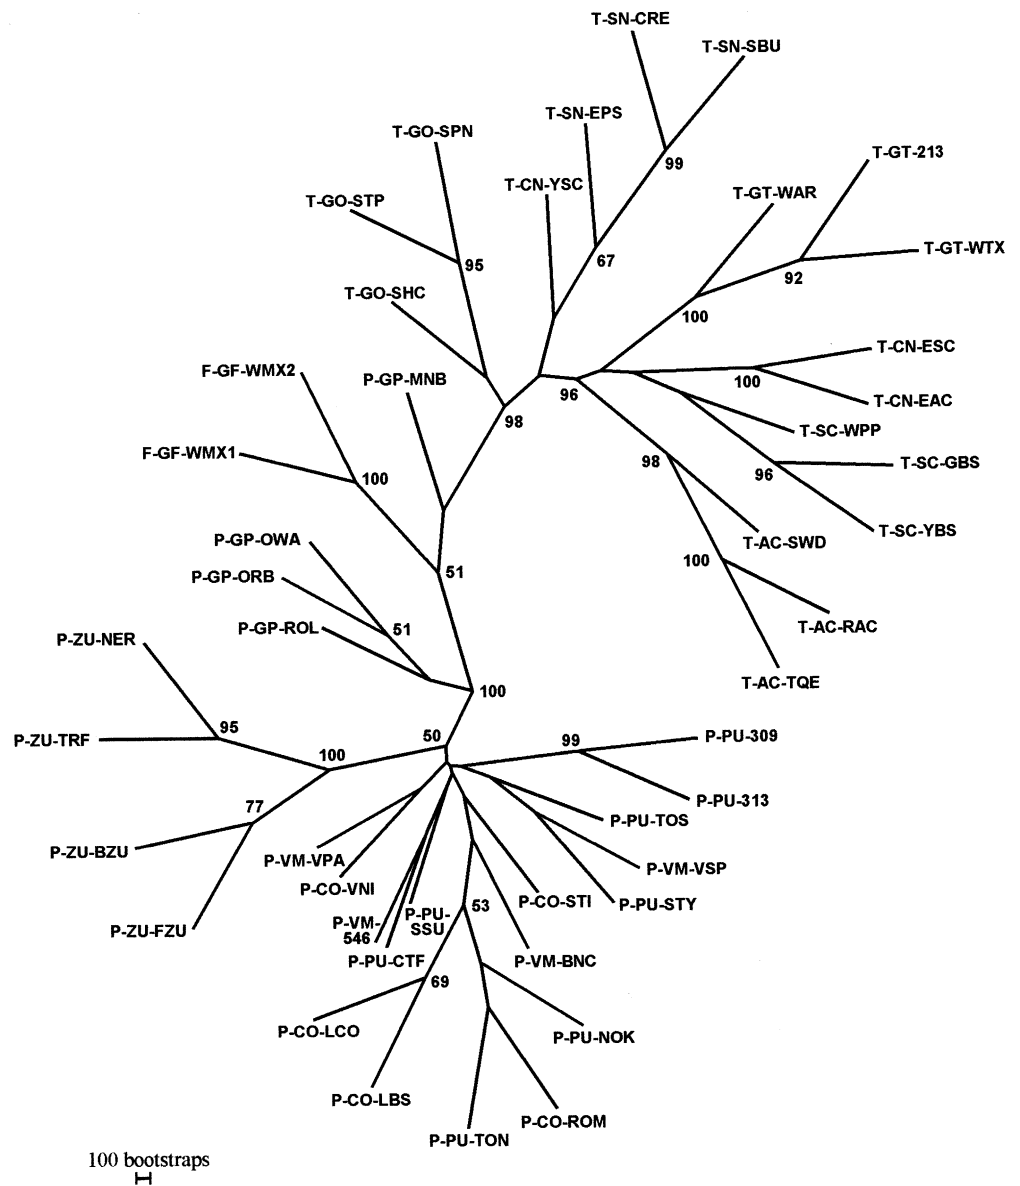 T-SN-CRE
T-SN-SBU
T-SN-EPS
T-GO-SPN
T-GT-213
99
T-CN-YSC
T-GT-WAR
T-GO-STP
T-GT-WTX
67
95
92
T-GO-SHC
100
T-CN-ESC
F-GF-WMX2
P-GP-MNB
100
96
T-CN-EAC
98
T-SC-WPP
F-GF-WMX1
98
T-SC-GBS
96
100
T-SC-YBS
P-GP-OWA
T-AC-SWD
100
51
P-GP-ORB
51
P-GP-ROL
T-AC-RAC
P-ZU-NER
T-AC-TQE
100
95
50
99
P-PU-309
P-ZU-TRF
100
P-PU-313
77
P-PU-TOS
P-ZU-BZU
P-VM-VPA
P-VM-VSP
P-CO-VNI
P-CO-STI
P-PU-STY
P-VM-
546
P-PU-
SSU
53
P-ZU-FZU
P-PU-CTF
P-VM-BNC
69
P-CO-LCO
P-PU-NOK
P-CO-LBS
P-CO-ROM
P-PU-TON
100 bootstraps